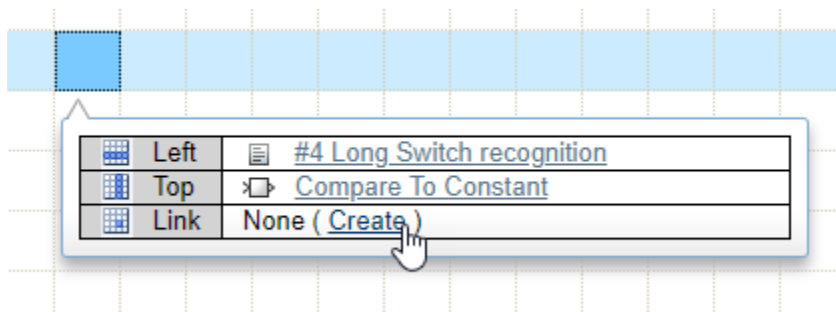 Left #4 Long Switch recognition
Top Compare To Constant
Link None ( Create )